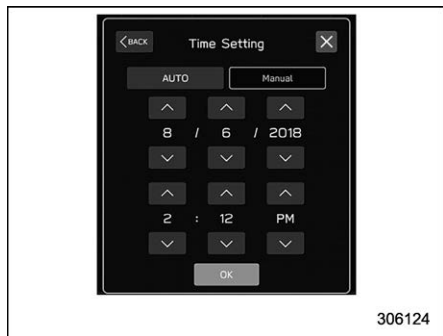 BACK Time Setting
AUTO Manual
8 / 6 / 2018
2 : 12 PM
OK
306124